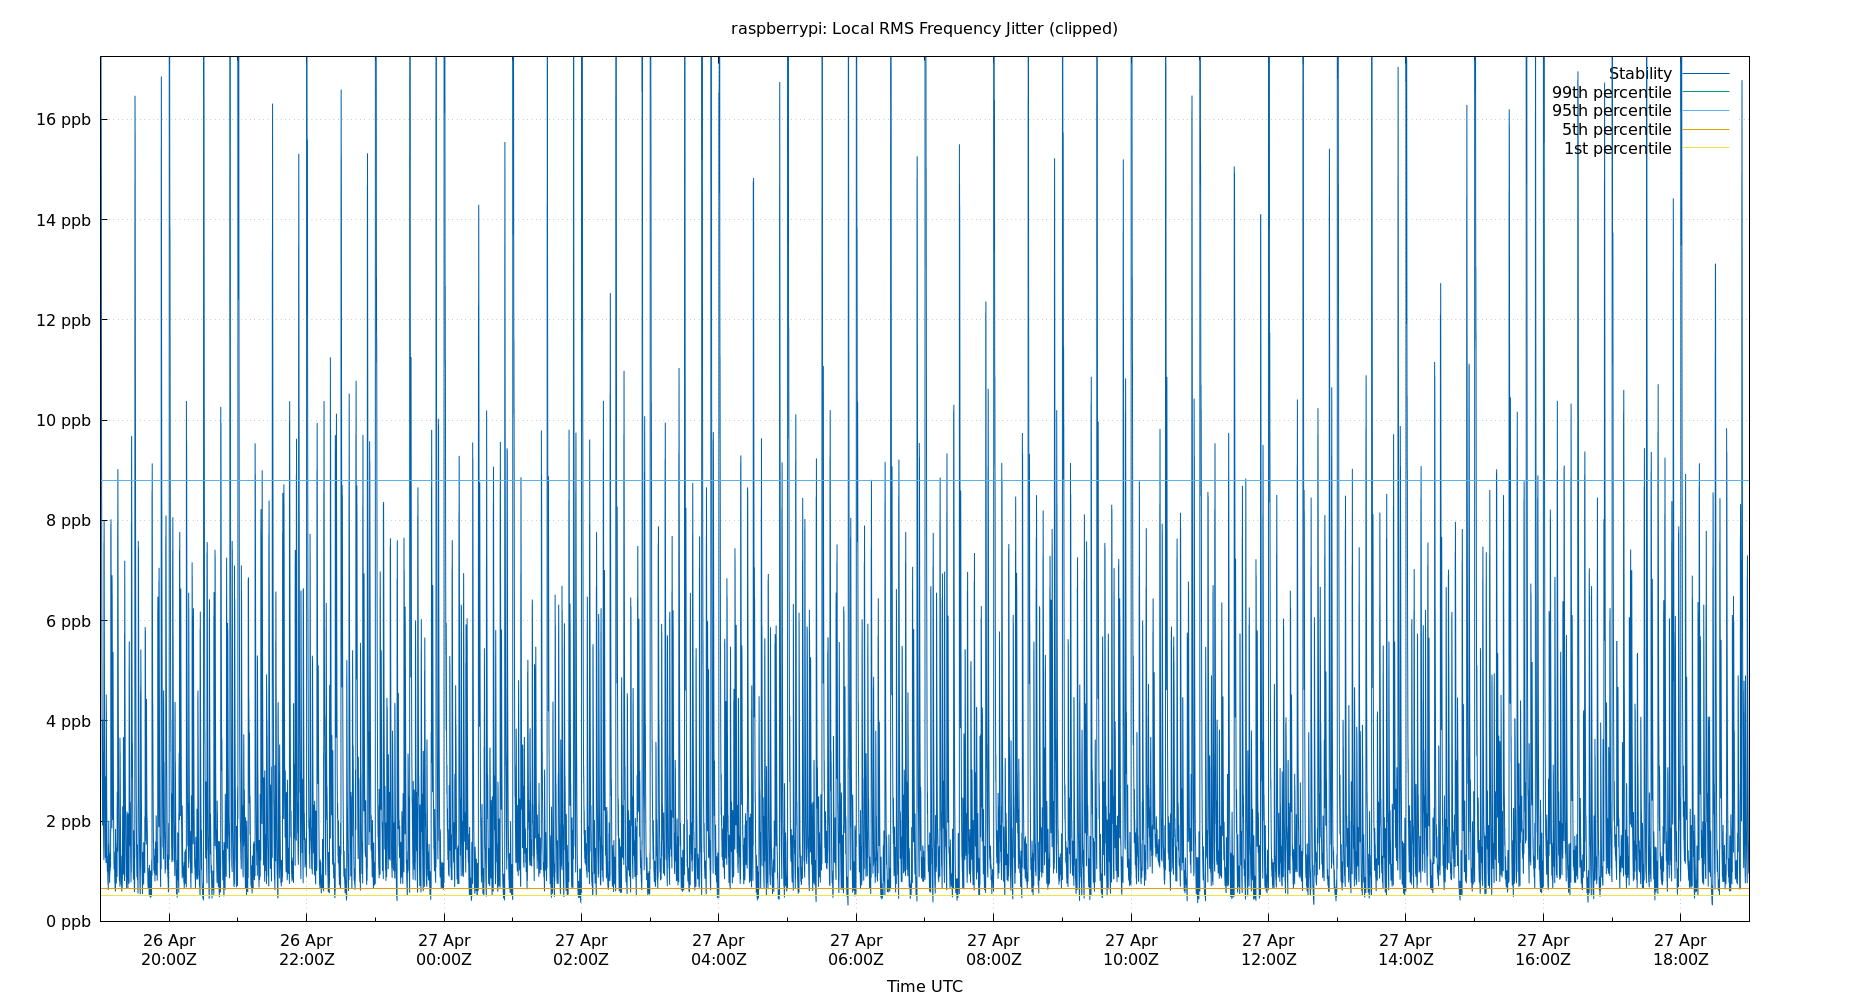 raspberrypi: Local RMS Frequency Jitter (clipped)
Stability
99th percentile
95th percentile
5th percentile
1st percentile
16 ppb
14 ppb
12 ppb
10 ppb
8 ppb
6 ppb
4 ppb
2 ppb
0 ppb
26 Apr 26 Apr 27 Apr 27 Apr 27 Apr 27 Apr 27 Apr 27 Apr 27 Apr 27 Apr 27 Apr 27 Apr
20:00Z 22:00Z 00:00Z 02:00Z 04:00Z 06:00Z 08:00Z 10:00Z 12:00Z 14:00Z 16:00Z 18:00Z
Time UTC